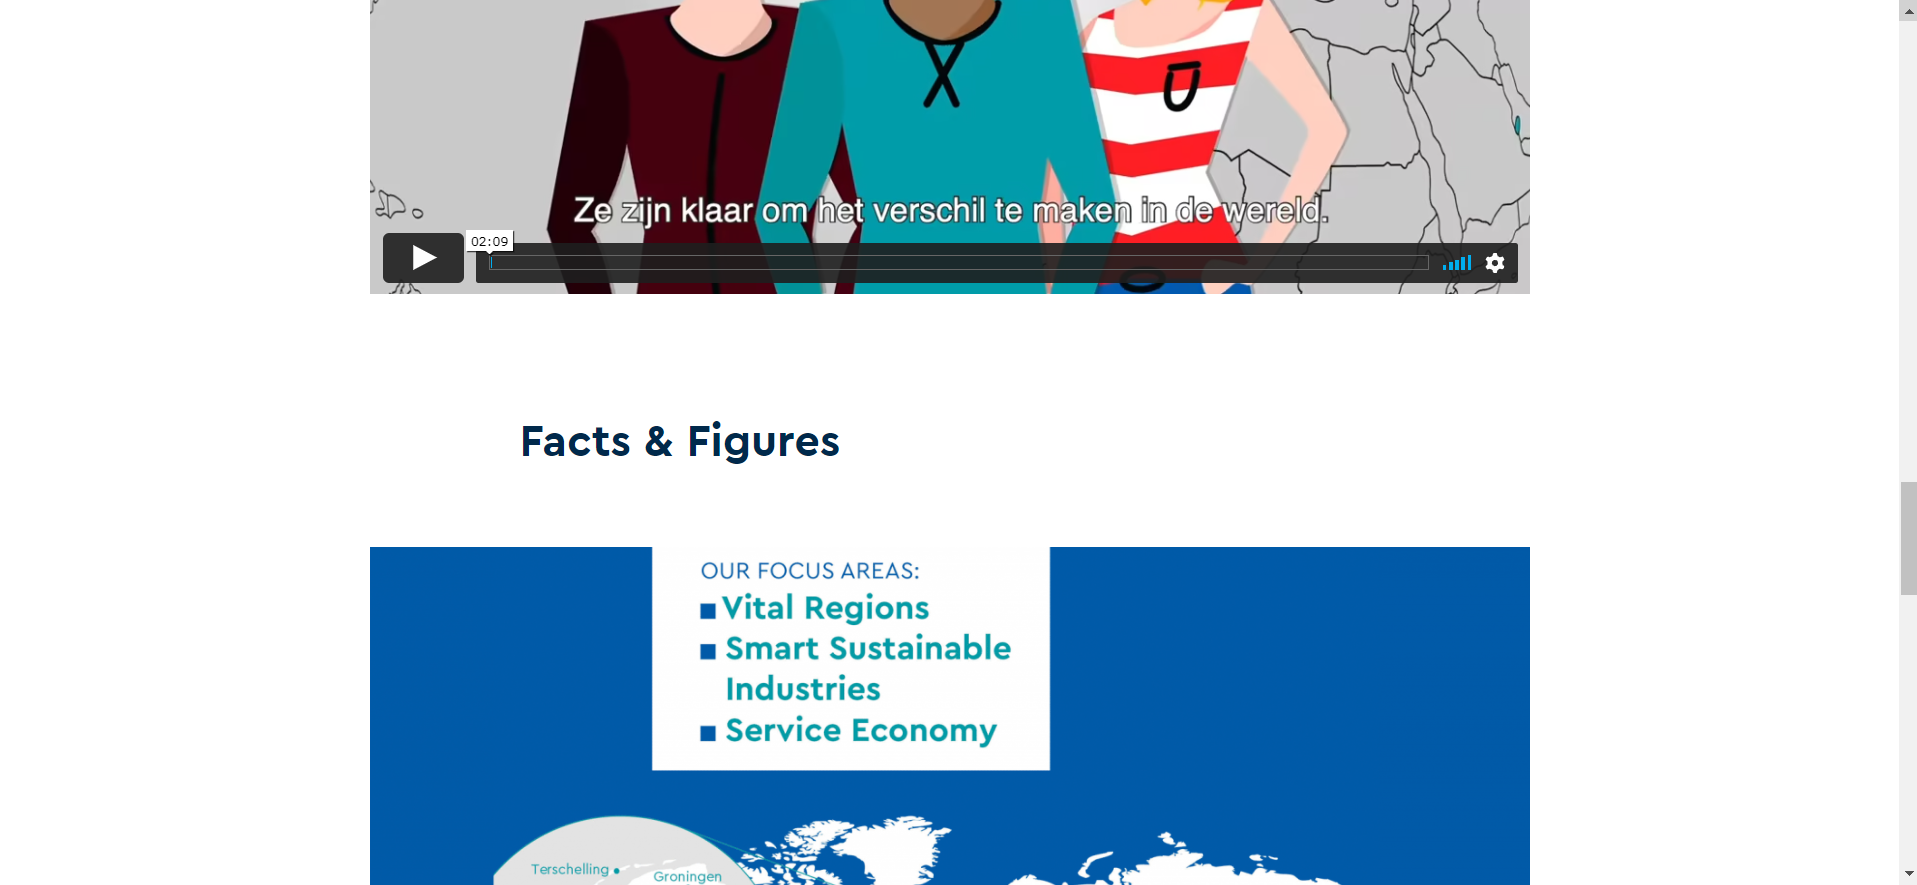 Ze zijn klaar om het verschil te maken in de wereld.
02:09
Facts & Figures
OUR FOCUS AREAS:
Vital Regions
Smart Sustainable
Industries
Service Economy
Terschelling
Groningen